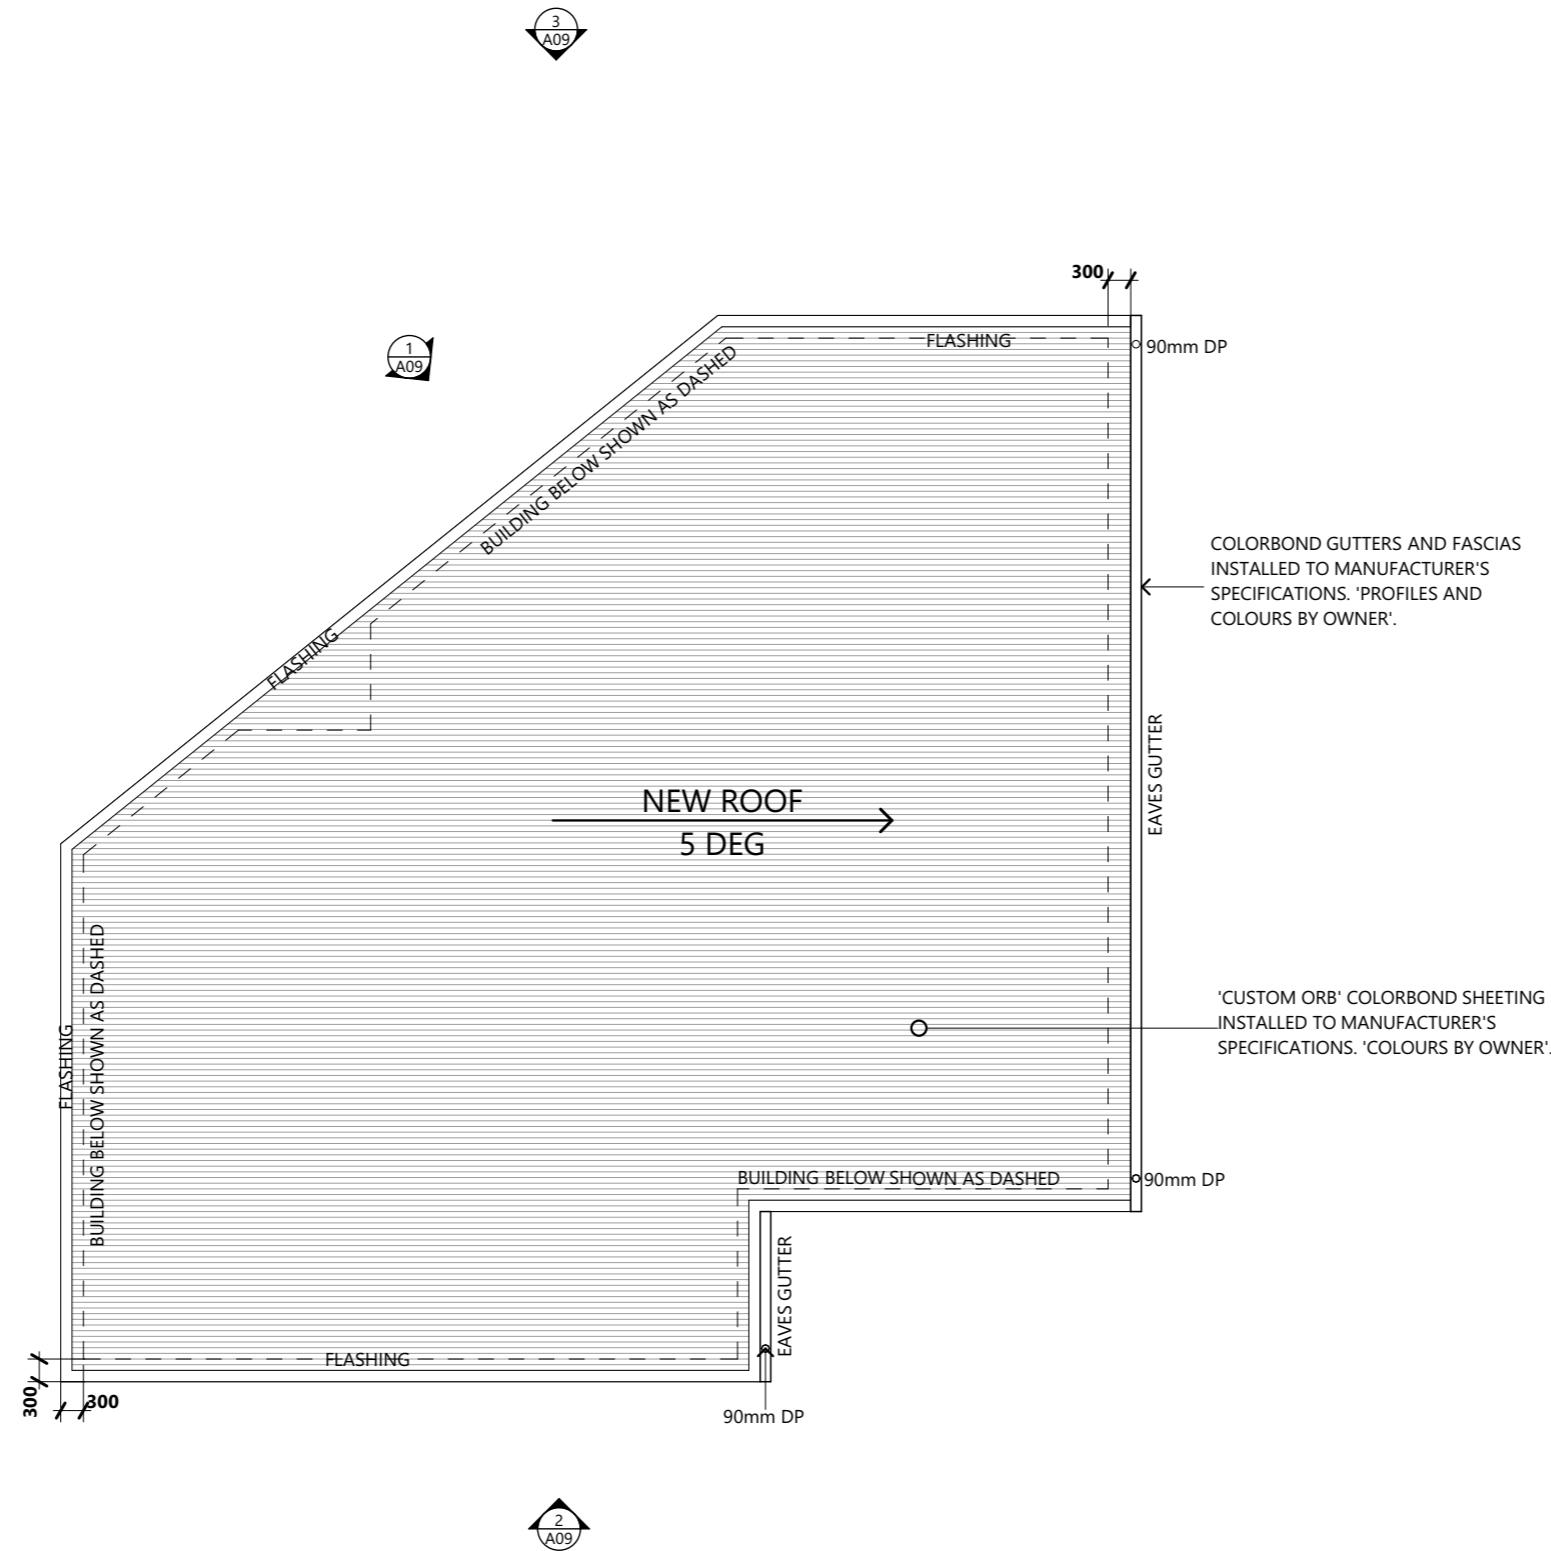 3
A09
300
1
A09
FLASHING
90mm DP
BUILDING BELOW SHOWN AS DASHED
COLORBOND GUTTERS AND FASCIAS
INSTALLED TO MANUFACTURER'S
SPECIFICATIONS. 'PROFILES AND
COLOURS BY OWNER'.
FLASHING
EAVES GUTTER
NEW ROOF
5 DEG
BUILDING BELOW SHOWN AS DASHED
FLASHING
'CUSTOM ORB' COLORBOND SHEETING
INSTALLED TO MANUFACTURER'S
SPECIFICATIONS. 'COLOURS BY OWNER'.
BUILDING BELOW SHOWN AS DASHED
90mm DP
EAVES GUTTER
FLASHING
300
300
90mm DP
2
A09